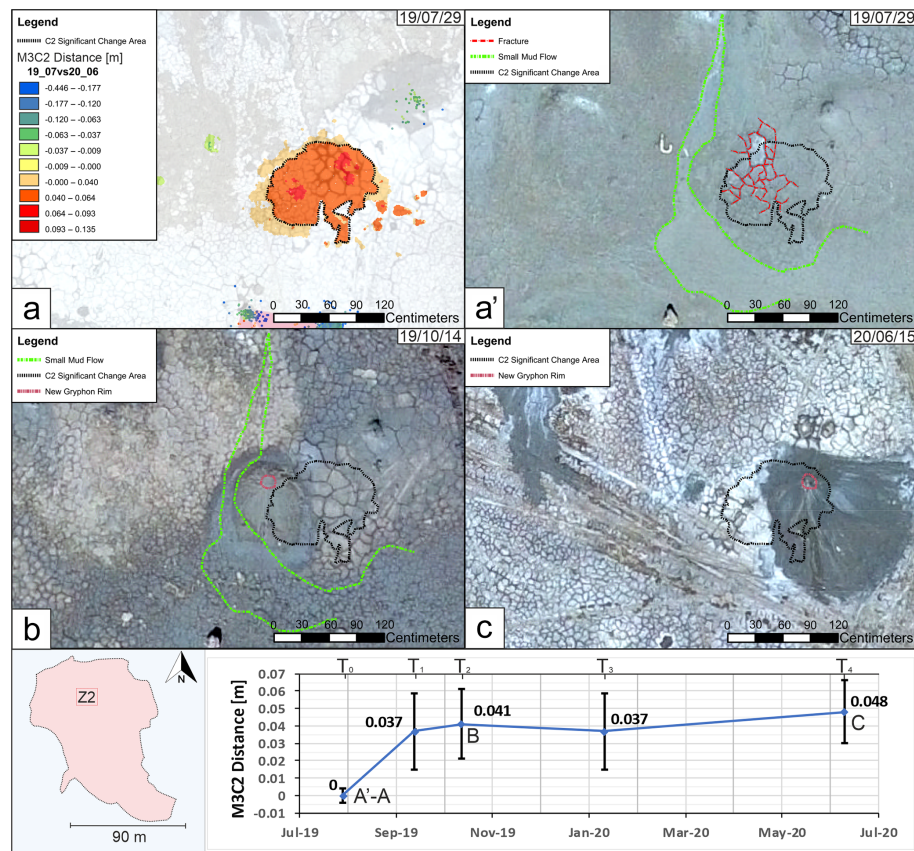 Legend
C2 Significant Change Area
M3C2 Distance [m]
19_07vs20_06
-0.446 – -0.177
-0.177 – -0.120
-0.120 – -0.063
-0.063 – -0.037
-0.037 – -0.009
-0.009 – -0.000
-0.000 – 0.040
0.040 – 0.064
0.064 – 0.093
0.093 – 0.135
19/07/29
a
0 30 60 90 120
Centimeters
Legend
Fracture
Small Mud Flow
C2 Significant Change Area
19/07/29
a'
0 30 60 90 120
Centimeters
Legend
Small Mud Flow
C2 Significant Change Area
New Gryphon Rim
19/10/14
b
0 30 60 90 120
Centimeters
Legend
C2 Significant Change Area
New Gryphon Rim
20/06/15
c
0 30 60 90 120
Centimeters
Z2
N
90 m
M3C2 Distance [m]
T0 T1 T2 T3 T4
0.07
0.06
0.05
0.04
0.03
0.02
0.01
0
-0.01
0
0.037
0.041
0.037
0.048
A'-A
B
C
Jul-19 Sep-19 Nov-19 Jan-20 Mar-20 May-20 Jul-20